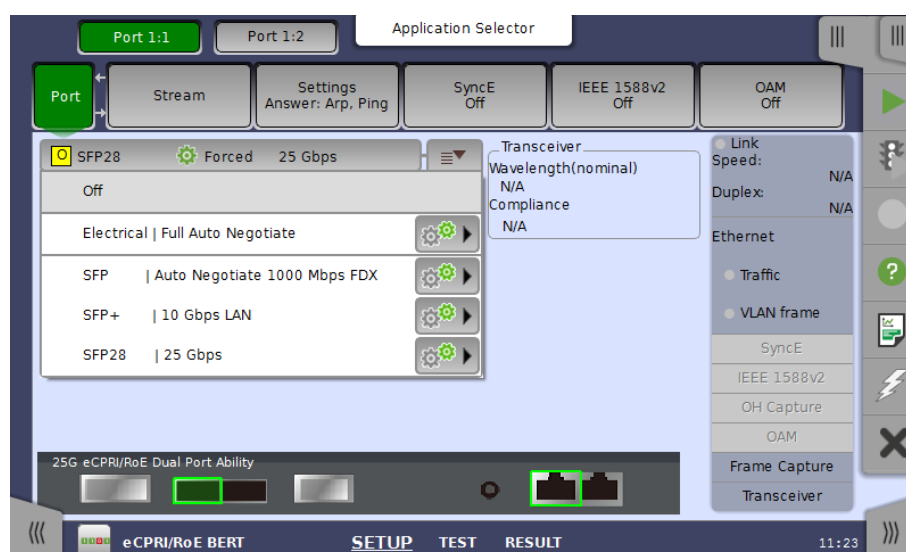 Port 1:1
Port 1:2
Application Selector
Port
Stream
Settings
Answer: Arp, Ping
SyncE
Off
IEEE 1588v2
Off
OAM
Off
O SFP28 Forced 25 Gbps
Off
Electrical | Full Auto Negotiate
SFP | Auto Negotiate 1000 Mbps FDX
SFP+ | 10 Gbps LAN
SFP28 | 25 Gbps
Transceiver
Wavelength(nominal)
N/A
Compliance
N/A
Link
Speed:
N/A
Duplex:
N/A
Ethernet
Traffic
VLAN frame
SyncE
IEEE 1588v2
OH Capture
OAM
Frame Capture
Transceiver
25G eCPRI/RoE Dual Port Ability
eCPRI/RoE BERT
SETUP
TEST
RESULT
11:23